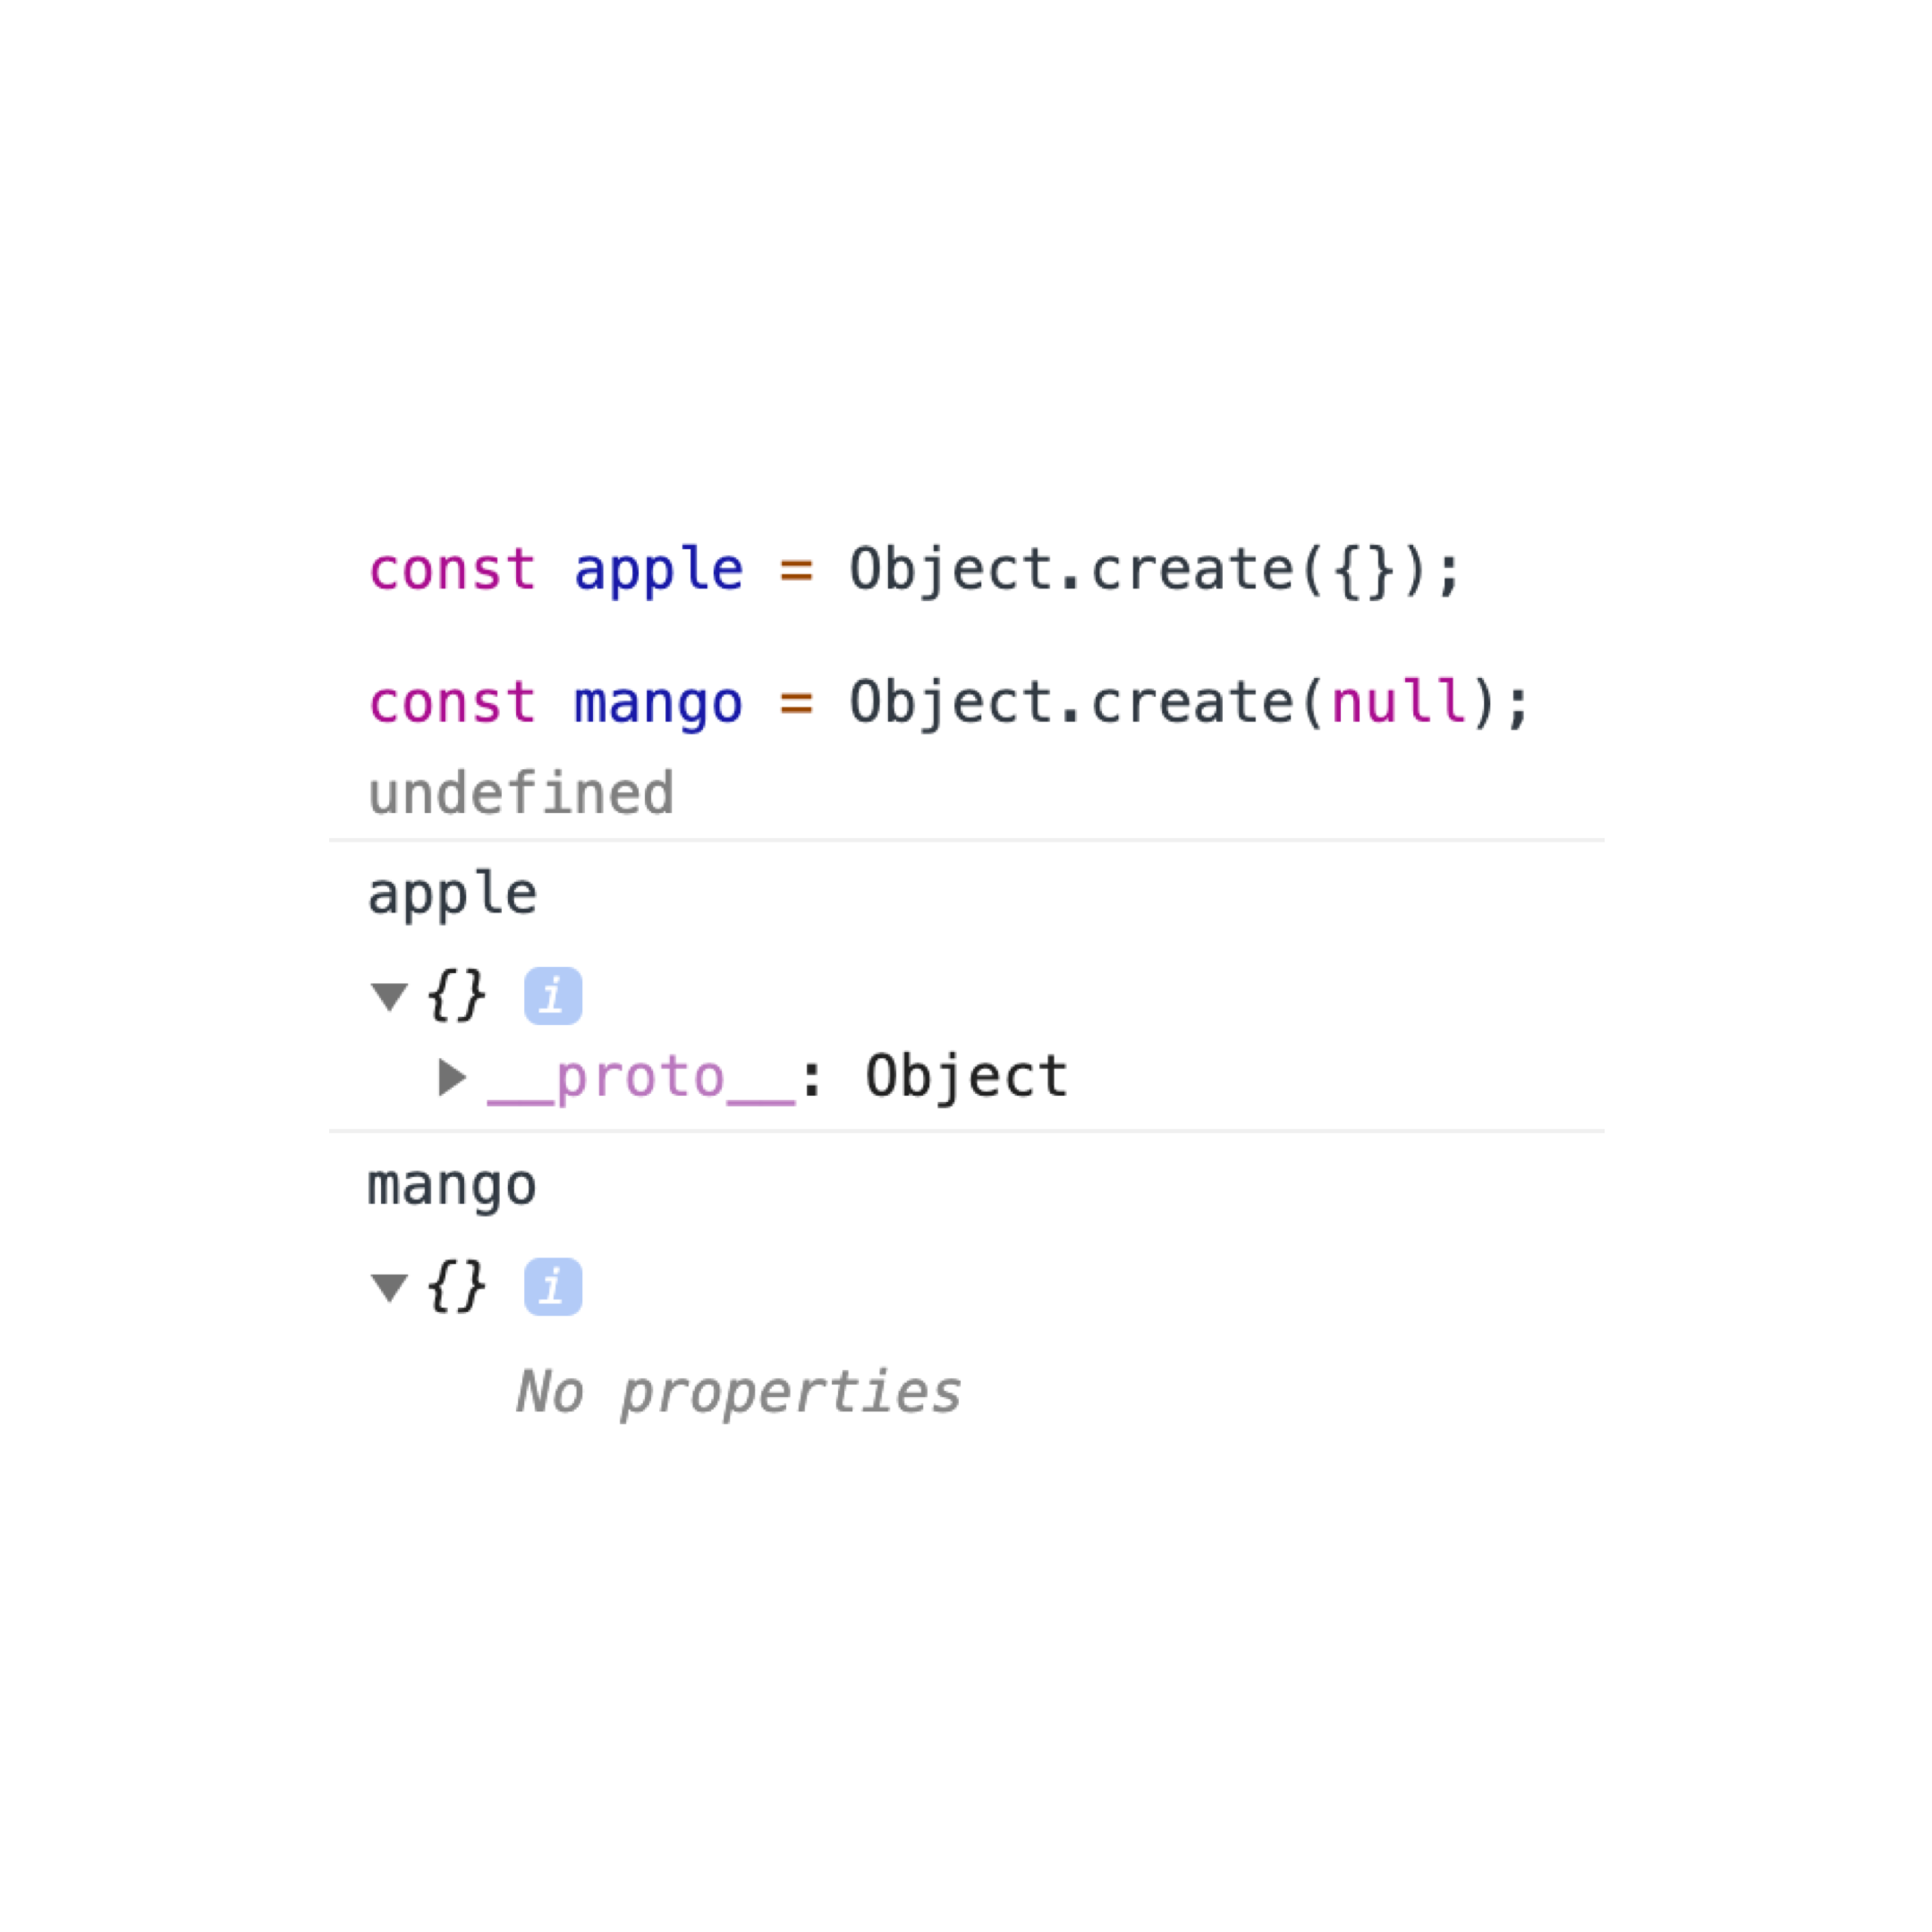 const apple = Object.create({});
const mango = Object.create(null);
undefined
apple
▼{} i
▶__proto__: Object
mango
▼{} i
No properties